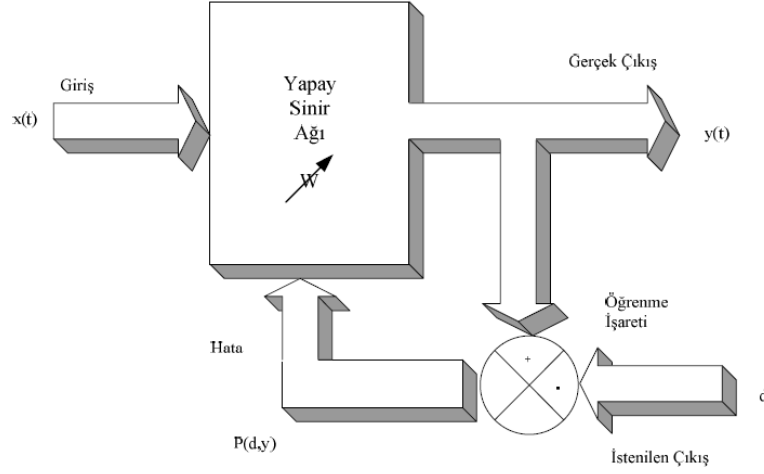 Giriş
x(t)
Yapay
Sinir
Ağı
W
Gerçek Çıkış
y(t)
Öğrenme
İşareti
Hata
+
-
d
P(d,y)
İstenilen Çıkış